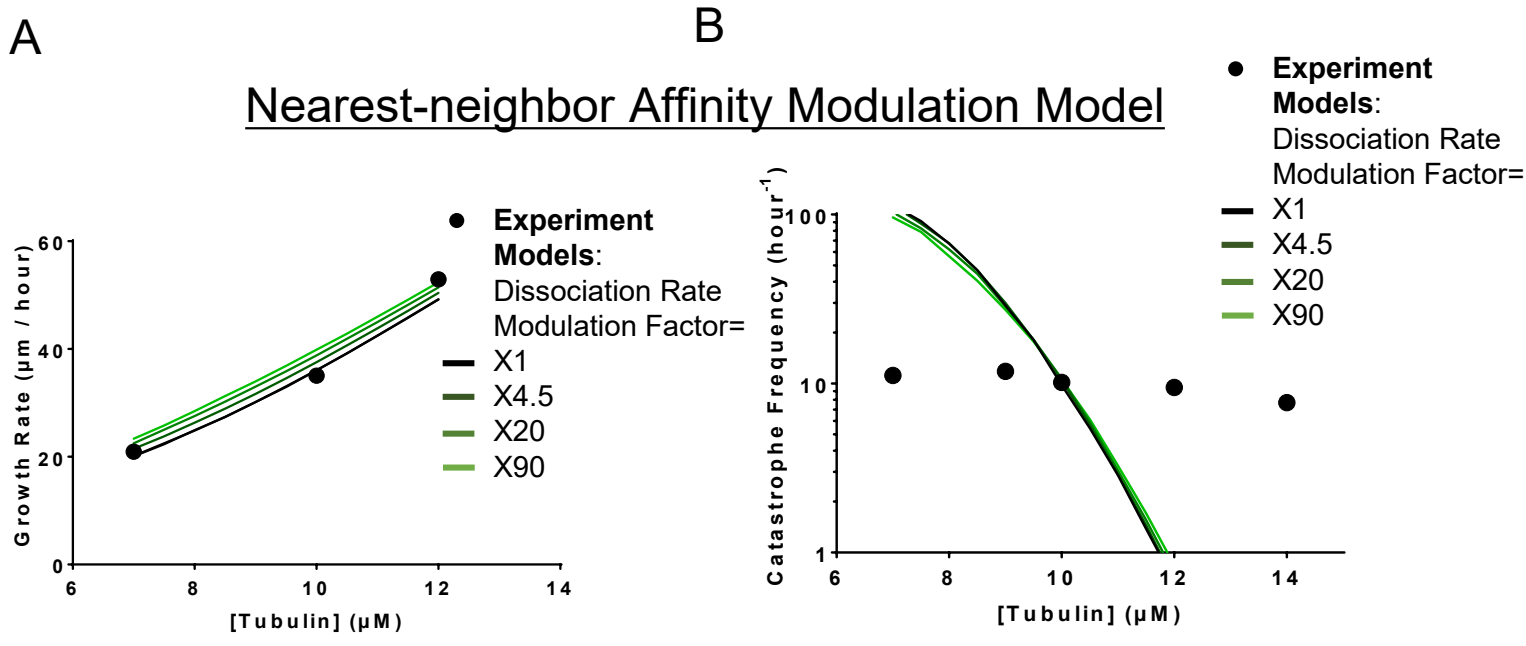 A
B
Nearest-neighbor Affinity Modulation Model
Experiment
Models:
Dissociation Rate
Modulation Factor=
X1
X4.5
X20
X90
Growth Rate (μm / hour)
60
40
20
0
6
8
10
12
14
[Tubulin] (μM)
Experiment
Models:
Dissociation Rate
Modulation Factor=
X1
X4.5
X20
X90
Catastrophe Frequency (hour⁻¹)
100
10
1
6
8
10
12
14
[Tubulin] (μM)